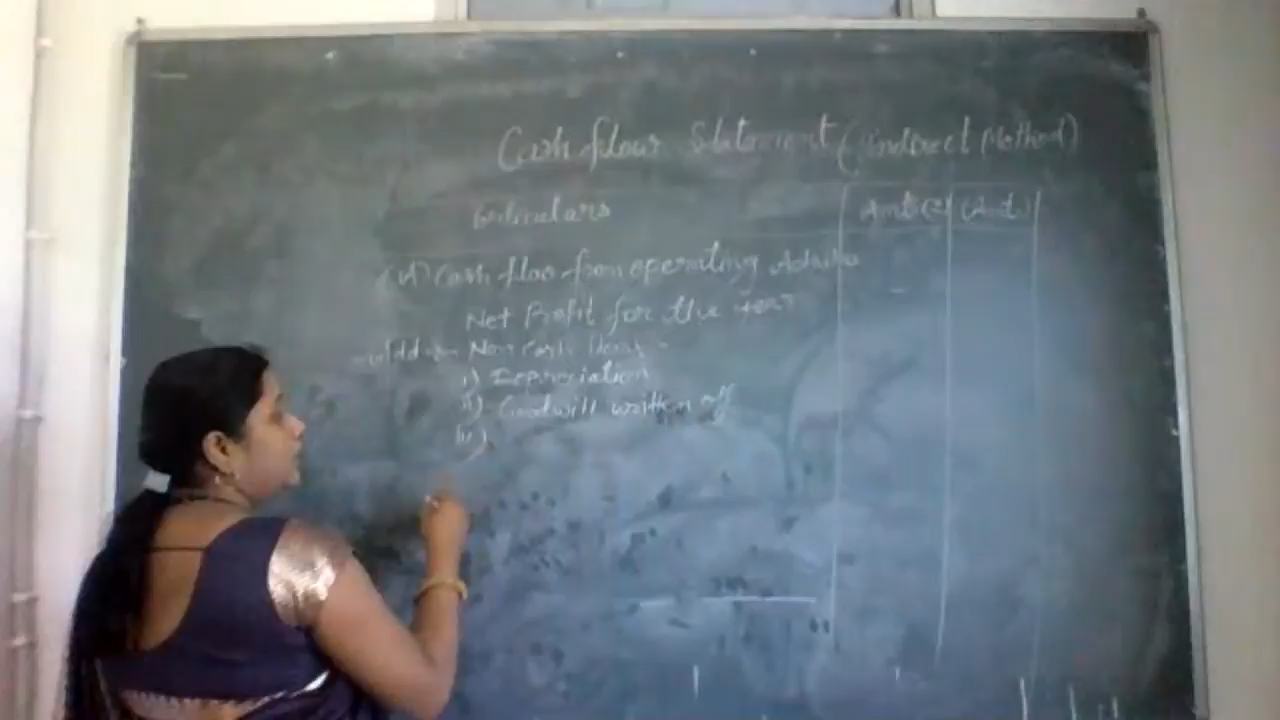 Cash flow Statement (indirect Method)
Particulars Amt (₹) (Amt.)
(A) Cash flow from operating Activities
Net Profit for the year
Add :- Non Cash Items -
i) Depreciation
ii) Goodwill written off
iii)